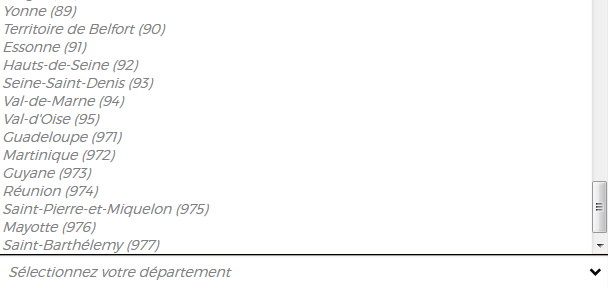 Yonne (89)
Territoire de Belfort (90)
Essonne (91)
Hauts-de-Seine (92)
Seine-Saint-Denis (93)
Val-de-Marne (94)
Val-d'Oise (95)
Guadeloupe (971)
Martinique (972)
Guyane (973)
Réunion (974)
Saint-Pierre-et-Miquelon (975)
Mayotte (976)
Saint-Barthélemy (977)
Sélectionnez votre département